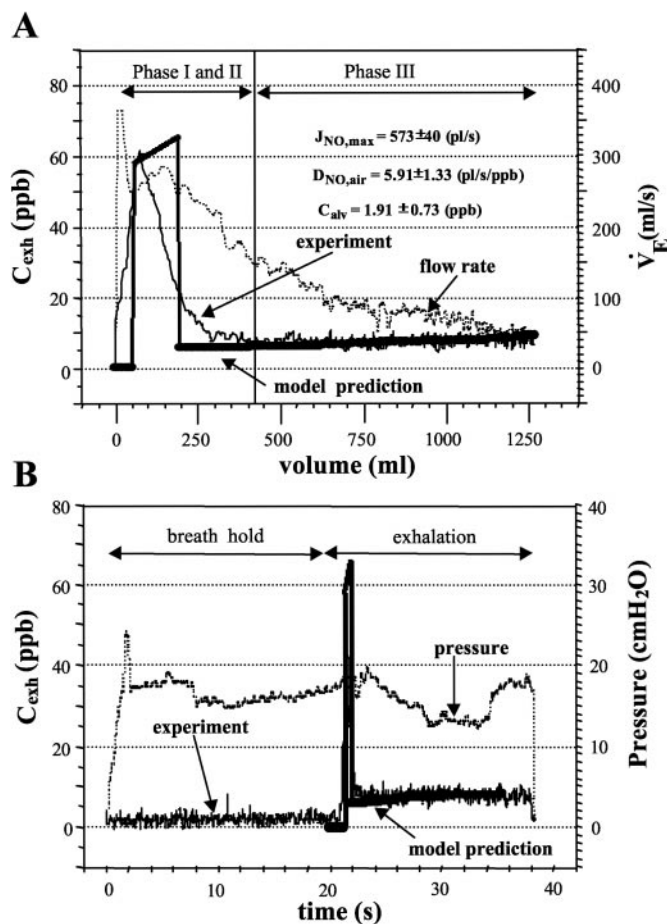 A
Phase I and II
Phase III
80
60
40
20
0
C_exh (ppb)
400
300
200
100
0
V̇_E (ml/s)
J_NO,max = 573±40 (pl/s)
D_NO,air = 5.91±1.33 (pl/s/ppb)
C_alv = 1.91 ±0.73 (ppb)
experiment
flow rate
model prediction
0
250
500
750
1000
1250
volume (ml)
B
breath hold
exhalation
80
60
40
20
0
C_exh (ppb)
40
30
20
10
0
Pressure (cmH₂O)
pressure
experiment
model prediction
0
10
20
30
40
time (s)